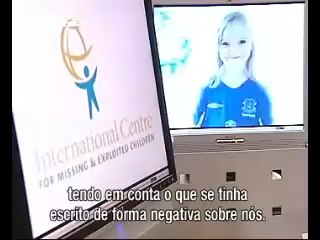 International Centre
FOR MISSING & EXPLOITED CHILDREN
tendo em conta o que se tinha
escrito de forma negativa sobre nós.